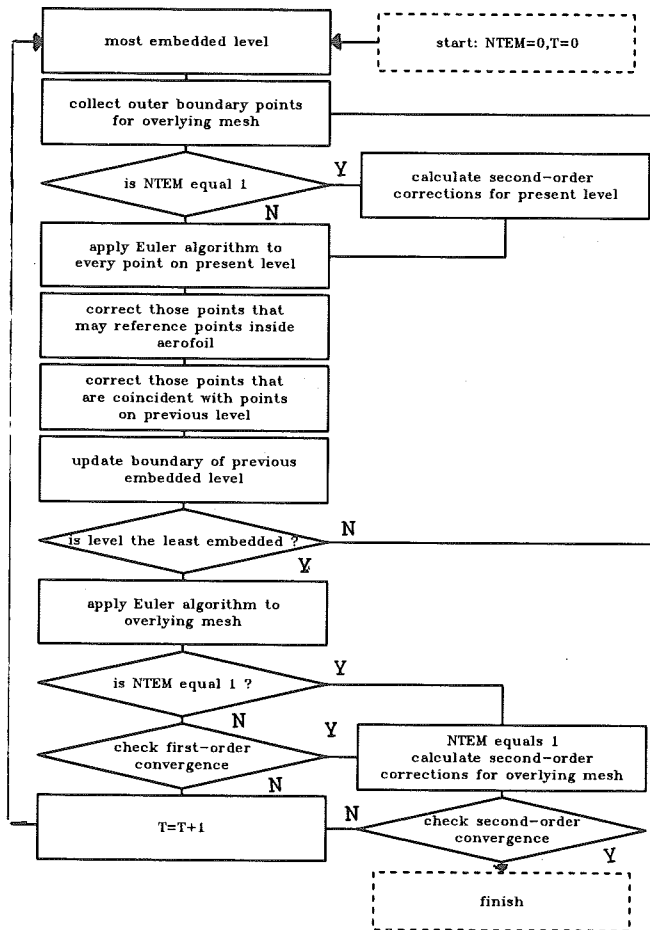 most embedded level
start: NTEM=0,T=0
collect outer boundary points
for overlying mesh
is NTEM equal 1
Y
N
calculate second-order
corrections for present level
apply Euler algorithm to
every point on present level
correct those points that
may reference points inside
aerofoil
correct those points that
are coincident with points
on previous level
update boundary of previous
embedded level
is level the least embedded ?
N
Y
apply Euler algorithm to
overlying mesh
is NTEM equal 1 ?
Y
N
check first-order
convergence
Y
N
NTEM equals 1
calculate second-order
corrections for overlying mesh
T=T+1
N
check second-order
convergence
Y
finish